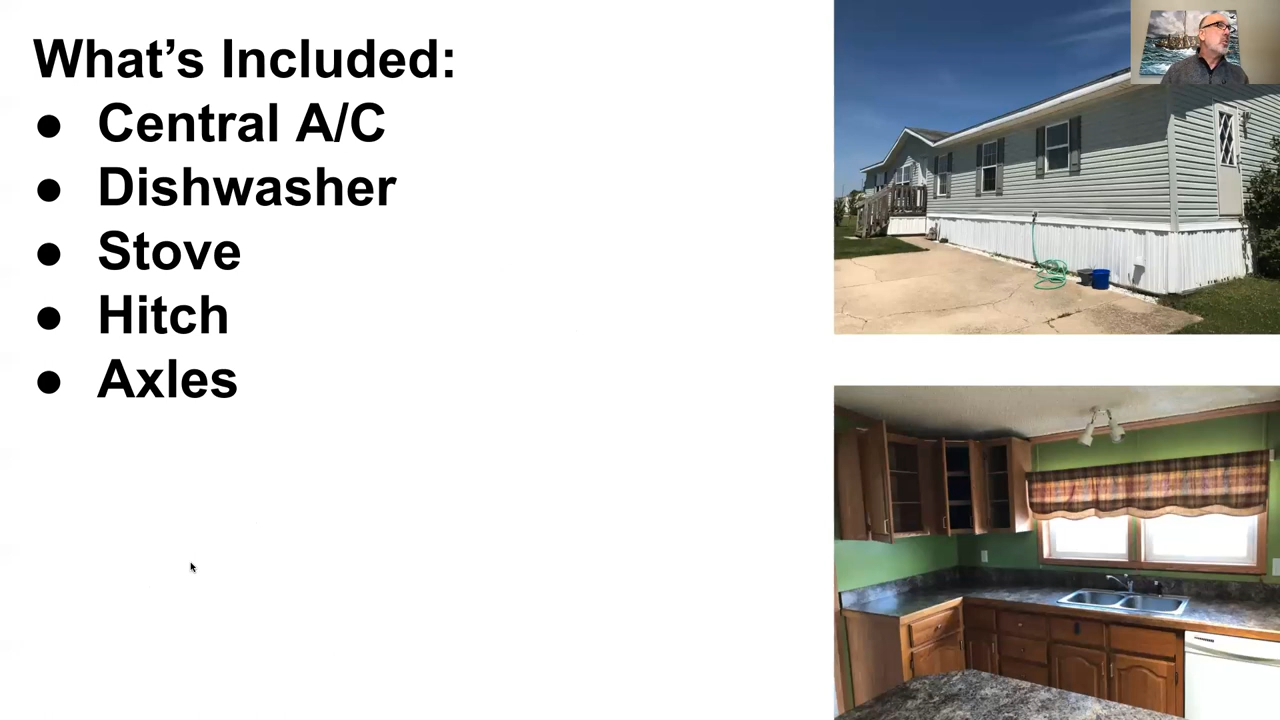 What’s Included:
● Central A/C
● Dishwasher
● Stove
● Hitch
● Axles